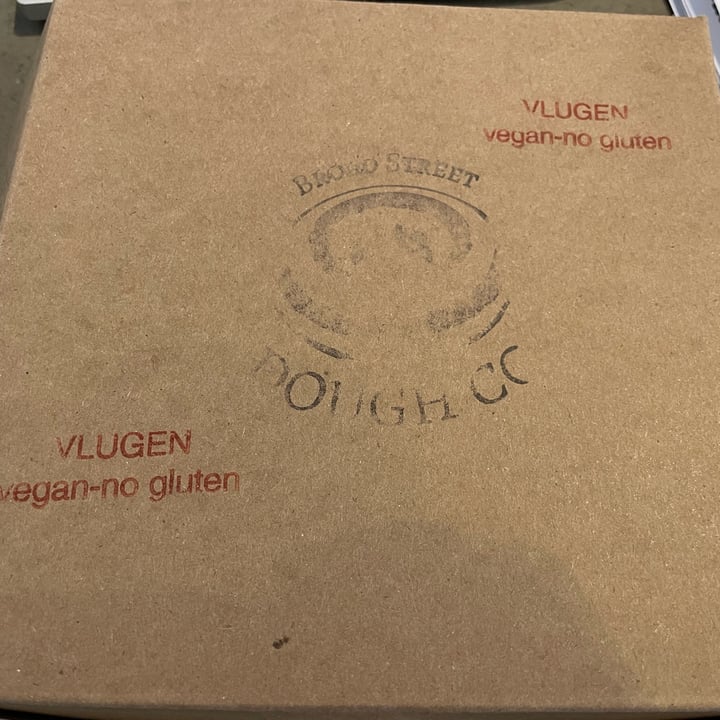 VLUGEN
vegan-no gluten
BROAD STREET
DOUGH CO
VLUGEN
vegan-no gluten